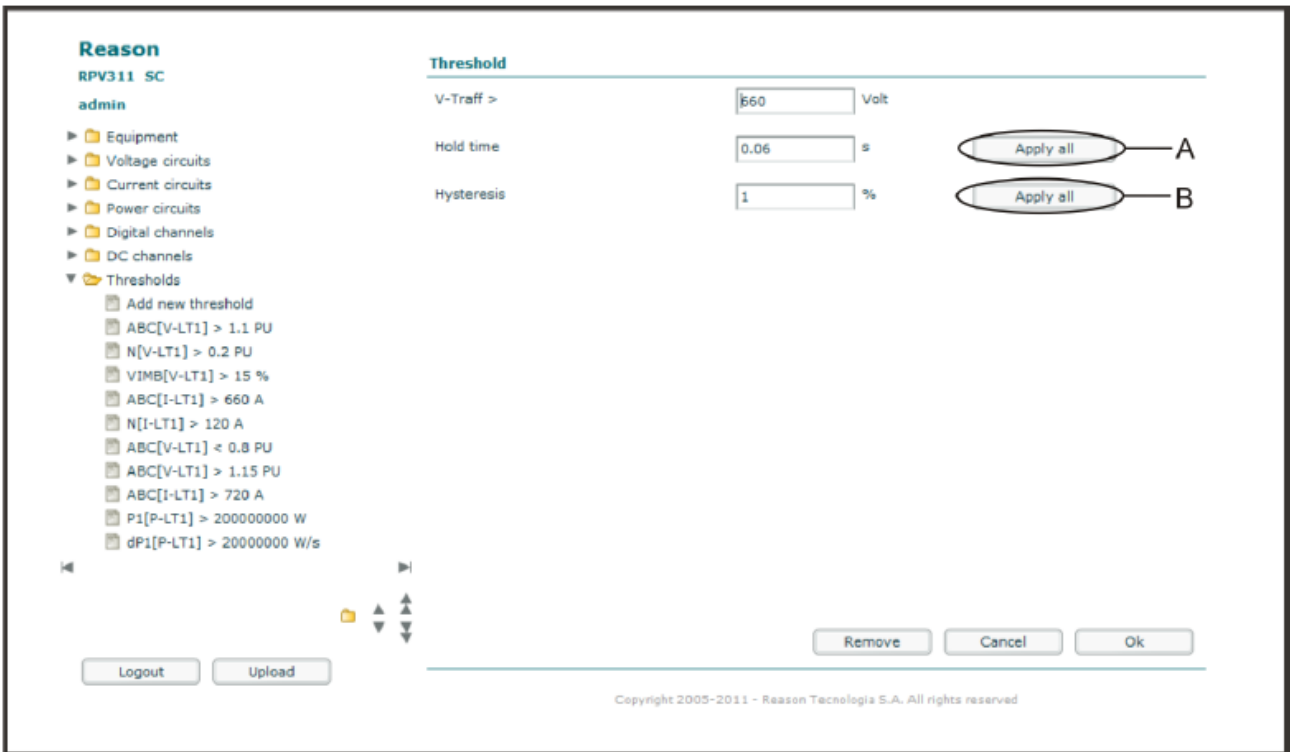 Reason
RPV311 SC
admin
Equipment
Voltage circuits
Current circuits
Power circuits
Digital channels
DC channels
Thresholds
Add new threshold
ABC[V-LT1] > 1.1 PU
N[V-LT1] > 0.2 PU
VIMB[V-LT1] > 15 %
ABC[I-LT1] > 660 A
N[I-LT1] > 120 A
ABC[V-LT1] < 0.8 PU
ABC[V-LT1] > 1.15 PU
ABC[I-LT1] > 720 A
P1[P-LT1] > 200000000 W
dP1[P-LT1] > 20000000 W/s
Logout Upload
Threshold
V-Traff > 660 Volt
Hold time 0.06 s Apply all A
Hysteresis 1 % Apply all B
Remove Cancel Ok
Copyright 2005-2011 - Reason Tecnologia S.A. All rights reserved